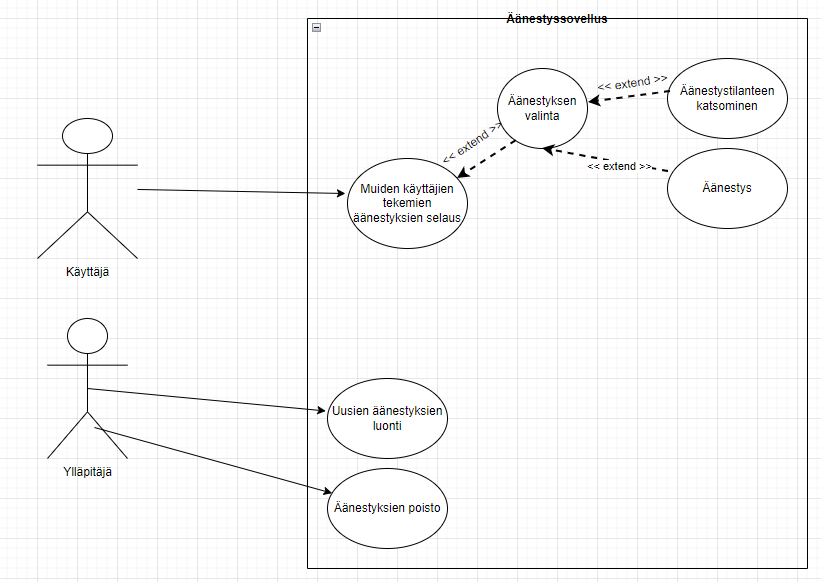 Äänestyssovellus
Äänestyksen
valinta
<< extend >>
Äänestystilanteen
katsominen
<< extend >>
<< extend >>
Äänestys
Muiden käyttäjien
tekemien
äänestyksien selaus
Käyttäjä
Uusien äänestyksien
luonti
Ylläpitäjä
Äänestyksien poisto